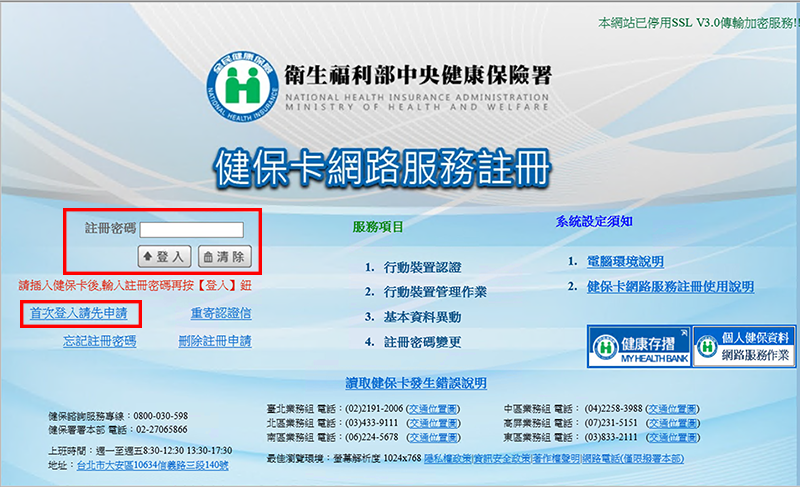 本網站已停用SSL V3.0傳輸加密服務!!
全民健康保險
NATIONAL HEALTH INSURANCE
衛生福利部中央健康保險署
NATIONAL HEALTH INSURANCE ADMINISTRATION
MINISTRY OF HEALTH AND WELFARE
健保卡網路服務註冊
註冊密碼
登入 清除
請插入健保卡後,輸入註冊密碼再按【登入】鈕
首次登入請先申請 重寄認證信
忘記註冊密碼 刪除註冊申請
服務項目
1. 行動裝置認證
2. 行動裝置管理作業
3. 基本資料異動
4. 註冊密碼變更
系統設定須知
1. 電腦環境說明
2. 健保卡網路服務註冊使用說明
健康存摺
MY HEALTH BANK
個人健保資料
網路服務作業
讀取健保卡發生錯誤說明
健保諮詢服務專線：0800-030-598
健保署署本部 電話：02-27065866
上班時間：週一至週五8:30-12:30 13:30-17:30
地址：台北市大安區10634信義路三段140號
臺北業務組 電話：(02)2191-2006 (交通位置圖) 中區業務組 電話： (04)2258-3988 (交通位置圖)
北區業務組 電話：(03)433-9111 (交通位置圖) 高屏業務組 電話： (07)231-5151 (交通位置圖)
南區業務組 電話：(06)224-5678 (交通位置圖) 東區業務組 電話： (03)833-2111 (交通位置圖)
最佳瀏覽環境：螢幕解析度 1024x768 隱私權政策|資訊安全政策|著作權聲明|網路電話(僅限撥署本部)